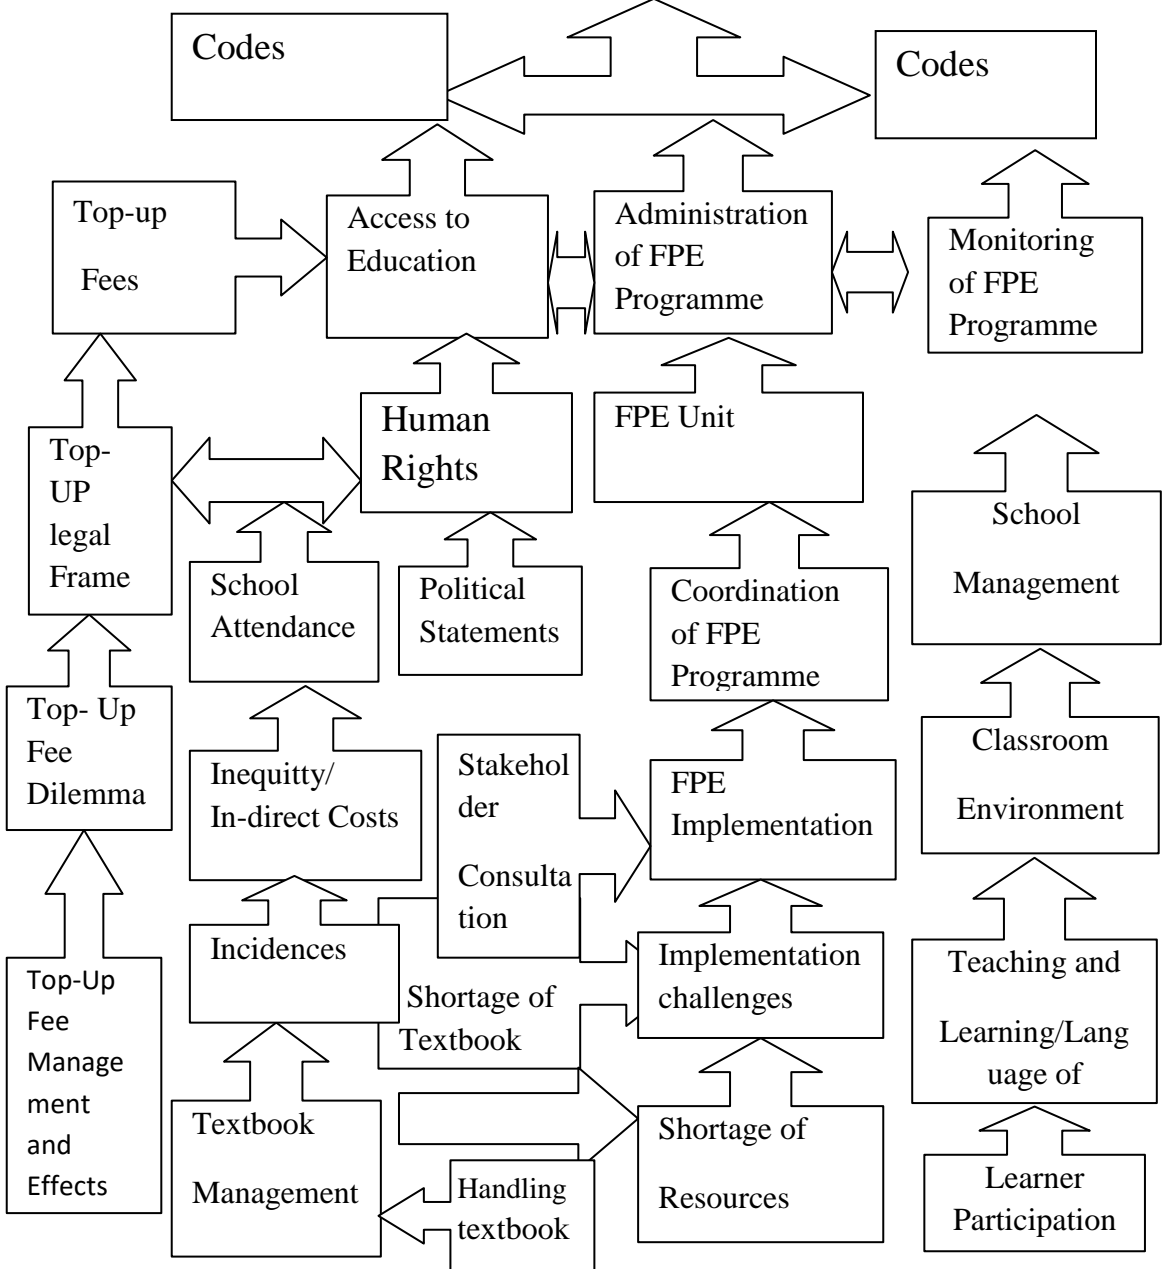 Codes
Codes
Top-up
Fees
Access to
Education
Administration
of FPE
Programme
Monitoring
of FPE
Programme
Top-
UP
legal
Frame
Human
Rights
FPE Unit
School
Management
School
Attendance
Political
Statements
Coordination
of FPE
Programme
Top- Up
Fee
Dilemma
Inequitty/
In-direct Costs
Stakehol
der
Consulta
tion
FPE
Implementation
Classroom
Environment
Top-Up
Fee
Manage
ment
and
Effects
Incidences
Shortage of
Textbook
Implementation
challenges
Teaching and
Learning/Lang
uage of
Textbook
Management
Handling
textbook
Shortage of
Resources
Learner
Participation